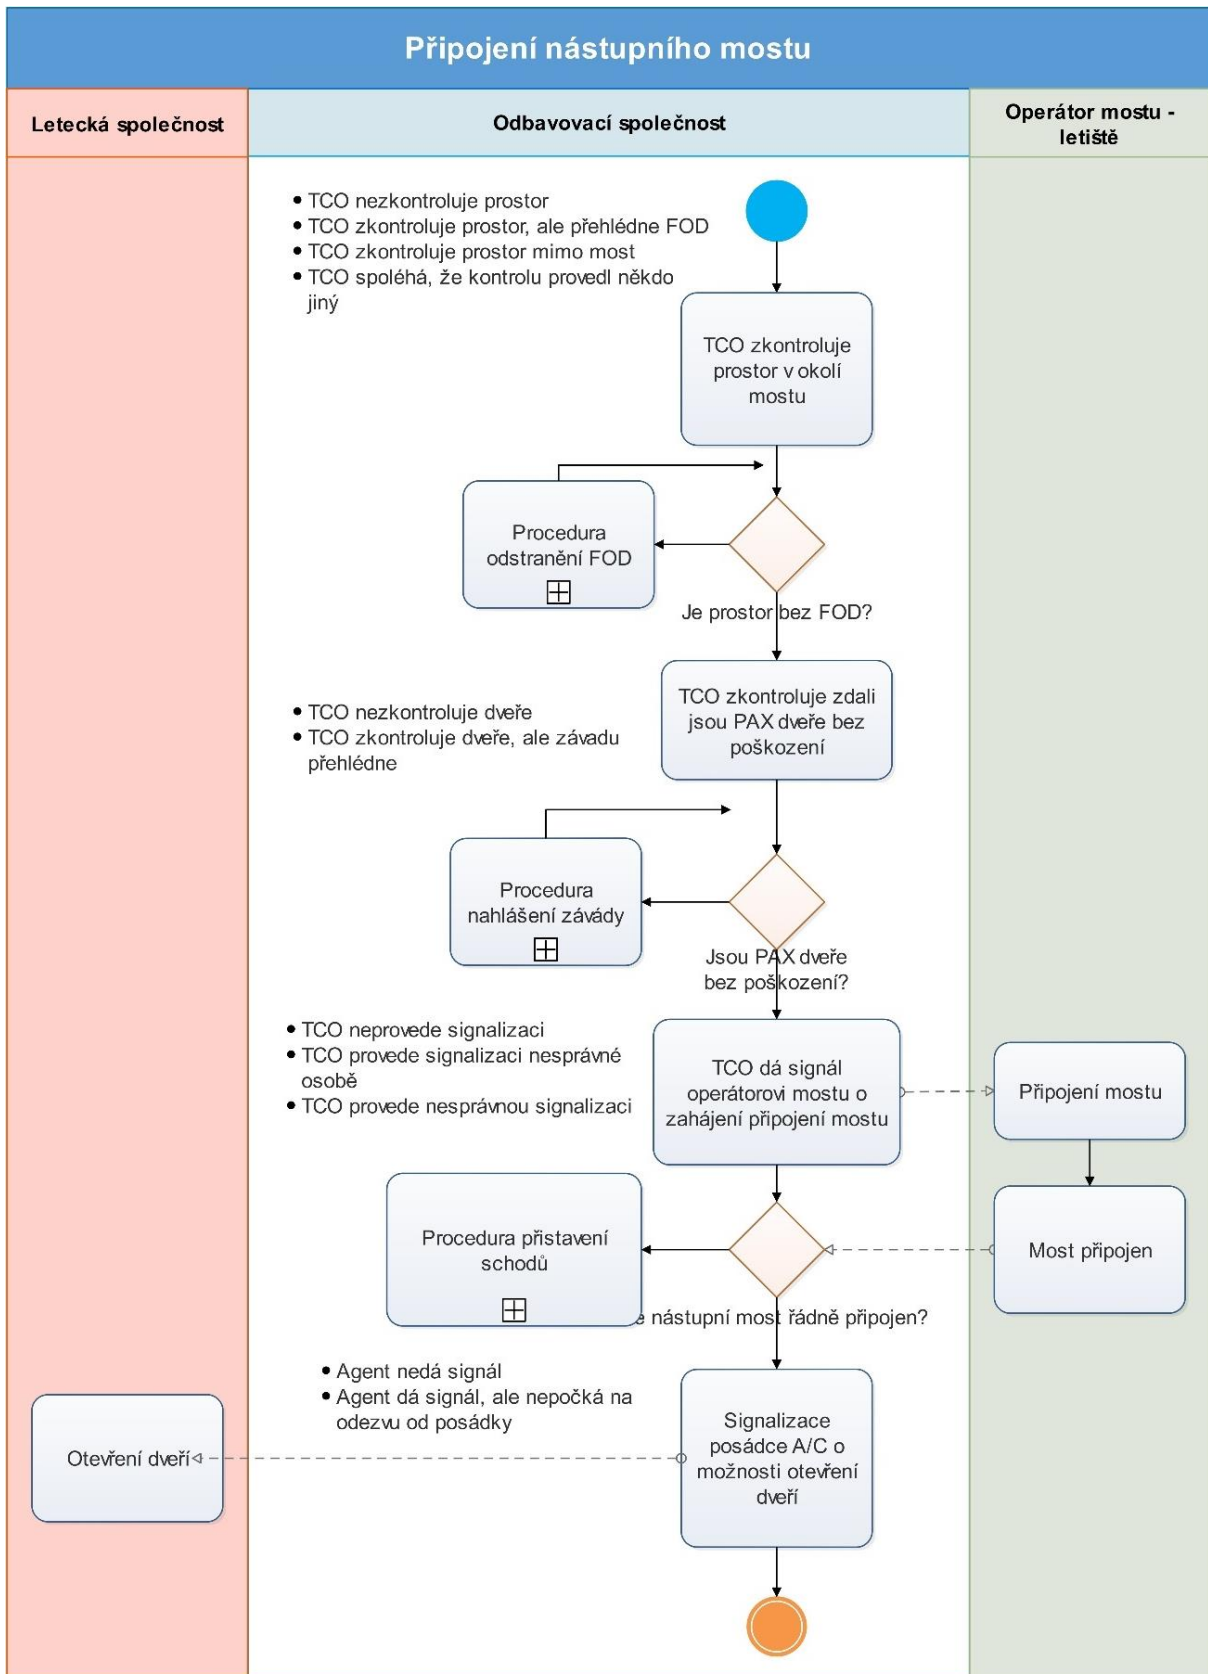 Připojení nástupního mostu
Letecká společnost
Odbavovací společnost
Operátor mostu -
letiště
• TCO nezkontroluje prostor
• TCO zkontroluje prostor, ale přehlédne FOD
• TCO zkontroluje prostor mimo most
• TCO spoléhá, že kontrolu provedl někdo
jiný
TCO zkontroluje
prostor v okolí
mostu
Procedura
odstranění FOD
Je prostor bez FOD?
TCO zkontroluje zdali
jsou PAX dveře bez
poškození
• TCO nezkontroluje dveře
• TCO zkontroluje dveře, ale závadu
přehlédne
Procedura
nahlášení závády
Jsou PAX dveře
bez poškození?
• TCO neprovede signalizaci
• TCO provede signalizaci nesprávné
osobě
• TCO provede nesprávnou signalizaci
TCO dá signál
operátorovi mostu o
zahájení připojení mostu
Připojení mostu
Procedura přistavení
schodů
Most připojen
e nástupní most řádně připojen?
• Agent nedá signál
• Agent dá signál, ale nepočká na
odezvu od posádky
Signalizace
posádce A/C o
možnosti otevření
dveří
Otevření dveří